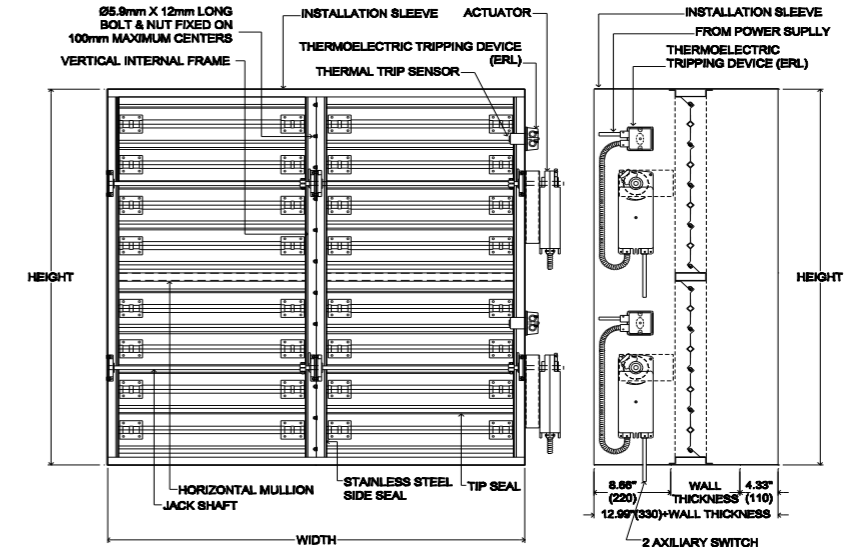 Ø5.9mm X 12mm LONG
BOLT & NUT FIXED ON
100mm MAXIMUM CENTERS
VERTICAL INTERNAL FRAME
INSTALLATION SLEEVE
ACTUATOR
THERMOELECTRIC TRIPPING DEVICE
(ERL)
THERMAL TRIP SENSOR
INSTALLATION SLEEVE
FROM POWER SUPLLY
THERMOELECTRIC
TRIPPING DEVICE (ERL)
HEIGHT
HEIGHT
HORIZONTAL MULLION
JACK SHAFT
STAINLESS STEEL
SIDE SEAL
TIP SEAL
WIDTH
8.66"
(220)
WALL
THICKNESS
4.33"
(110)
12.99"(330)+WALL THICKNESS
2 AXILIARY SWITCH